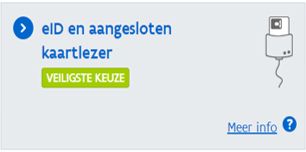 eID en aangesloten
kaartlezer
VEILIGSTE KEUZE
Meer info ?